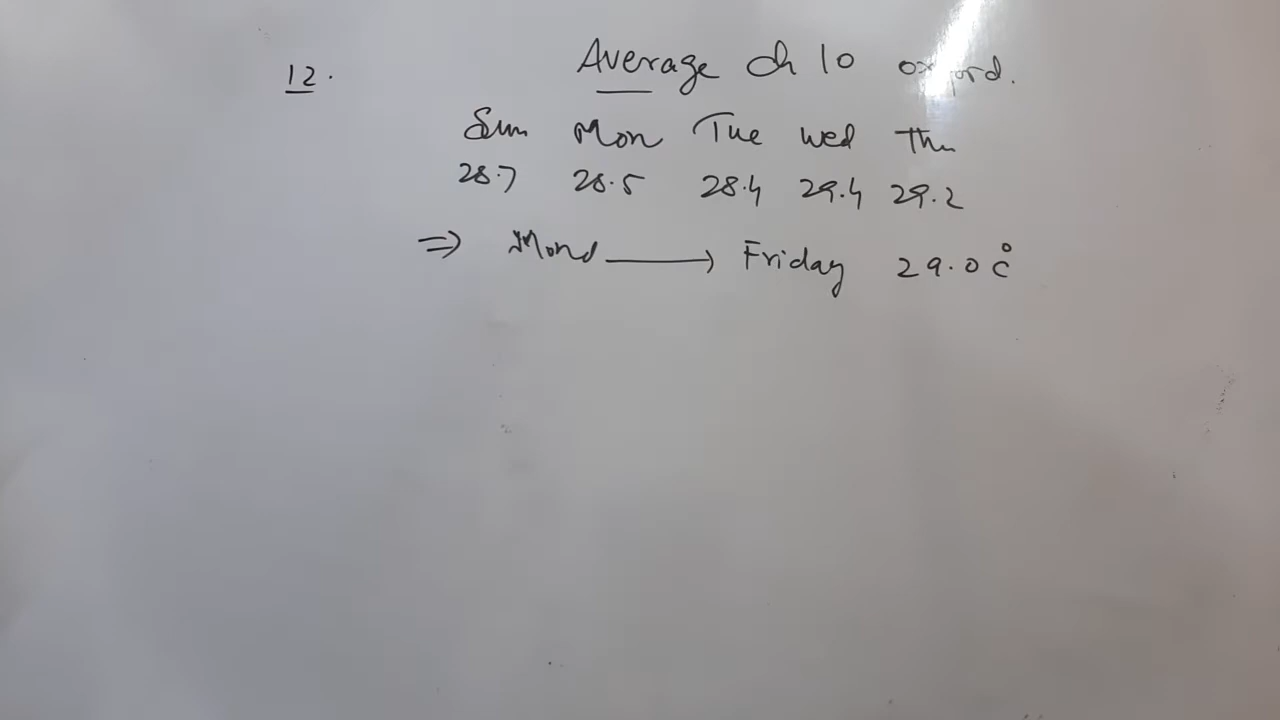 12. Average ch 10 oxford.
Sun Mon Tue Wed Thu
28.7 28.5 28.4 29.4 29.2
⇒ Mond ⟶ Friday 29.0°C